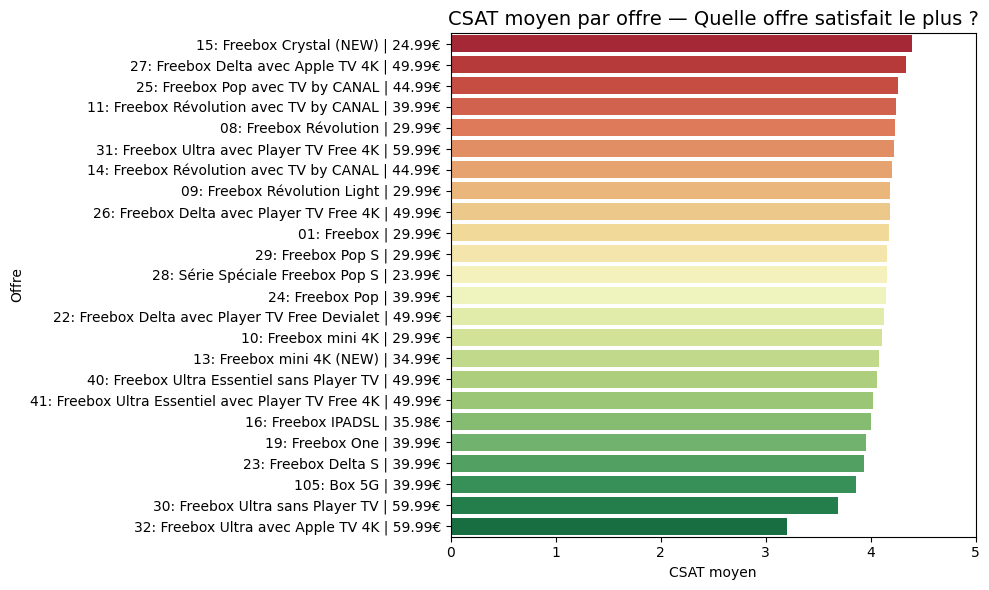 CSAT moyen par offre — Quelle offre satisfait le plus ?
15: Freebox Crystal (NEW) | 24.99€
27: Freebox Delta avec Apple TV 4K | 49.99€
25: Freebox Pop avec TV by CANAL | 44.99€
11: Freebox Révolution avec TV by CANAL | 39.99€
08: Freebox Révolution | 29.99€
31: Freebox Ultra avec Player TV Free 4K | 59.99€
14: Freebox Révolution avec TV by CANAL | 44.99€
09: Freebox Révolution Light | 29.99€
26: Freebox Delta avec Player TV Free 4K | 49.99€
01: Freebox | 29.99€
29: Freebox Pop S | 29.99€
28: Série Spéciale Freebox Pop S | 23.99€
24: Freebox Pop | 39.99€
22: Freebox Delta avec Player TV Free Devialet | 49.99€
10: Freebox mini 4K | 29.99€
13: Freebox mini 4K (NEW) | 34.99€
40: Freebox Ultra Essentiel sans Player TV | 49.99€
41: Freebox Ultra Essentiel avec Player TV Free 4K | 49.99€
16: Freebox IPADSL | 35.98€
19: Freebox One | 39.99€
23: Freebox Delta S | 39.99€
105: Box 5G | 39.99€
30: Freebox Ultra sans Player TV | 59.99€
32: Freebox Ultra avec Apple TV 4K | 59.99€
Offre
0 1 2 3 4 5
CSAT moyen